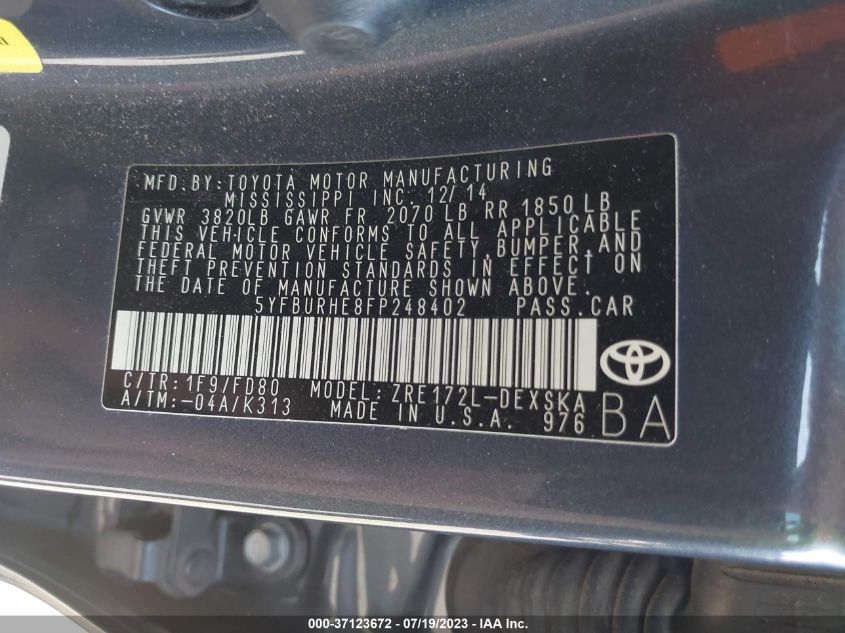 MFD. BY: TOYOTA MOTOR MANUFACTURING
MISSISSIPPI INC. 12/14
GVWR 3820LB GAWR FR 2070 LB RR 1850 LB
THIS VEHICLE CONFORMS TO ALL APPLICABLE
FEDERAL MOTOR VEHICLE SAFETY, BUMPER, AND
THEFT PREVENTION STANDARDS IN EFFECT ON
THE DATE OF MANUFACTURE SHOWN ABOVE.
5YFBURHE8FP248402 PASS. CAR
C/TR: 1F9/FD80 MODEL: ZRE172L-DEXSKA
A/TM: -04A/K313 MADE IN U.S.A. 976 BA
000-37123672 - 07/19/2023 - IAA Inc.